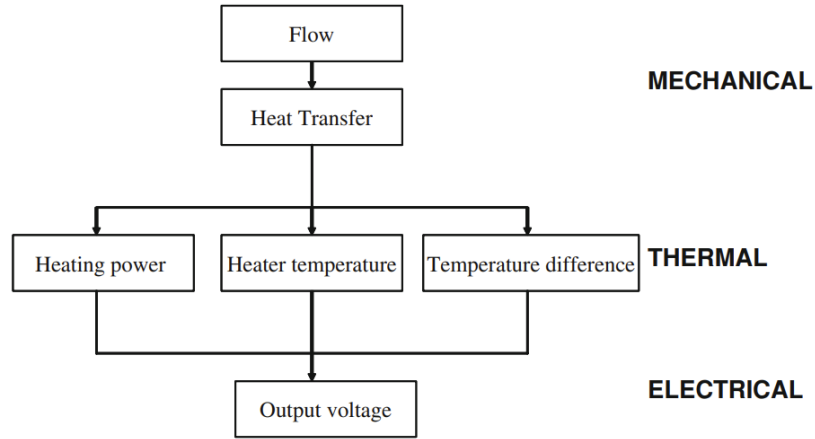 Flow
MECHANICAL
Heat Transfer
Heating power
Heater temperature
Temperature difference
THERMAL
Output voltage
ELECTRICAL